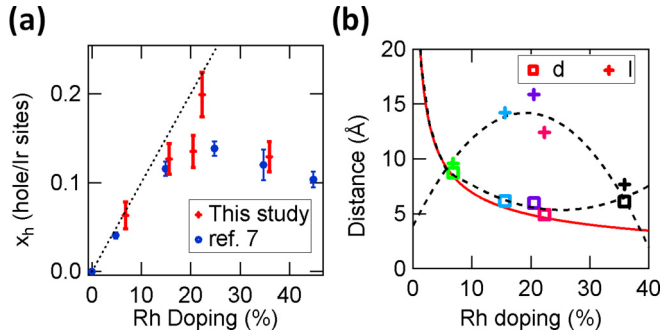 (a)
0.2
0.1
0.0
x_h (hole/Ir sites)
This study
ref. 7
0 10 20 30 40
Rh Doping (%)
(b)
20
15
10
5
0
Distance (Å)
d l
0 10 20 30 40
Rh doping (%)